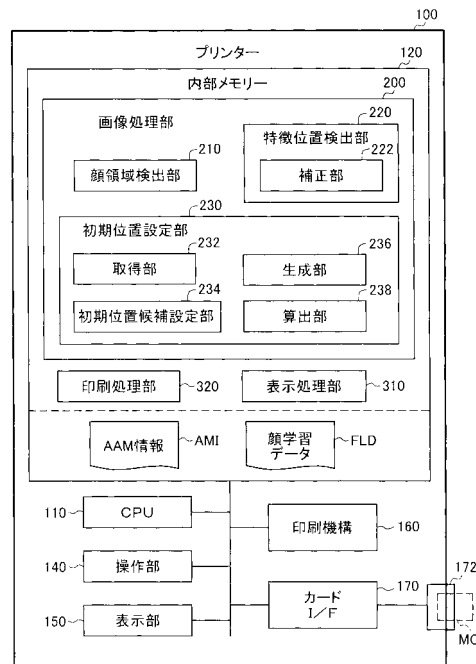 100
プリンター
120
内部メモリー
200
画像処理部
220
特徴位置検出部
210
222
顔領域検出部
補正部
230
初期位置設定部
232
236
取得部
生成部
234
238
初期位置候補設定部
算出部
印刷処理部
320
表示処理部
310
AAM情報
AMI
顔学習
データ
FLD
110
CPU
印刷機構
160
140
操作部
170
172
150
表示部
カード
I/F
MC